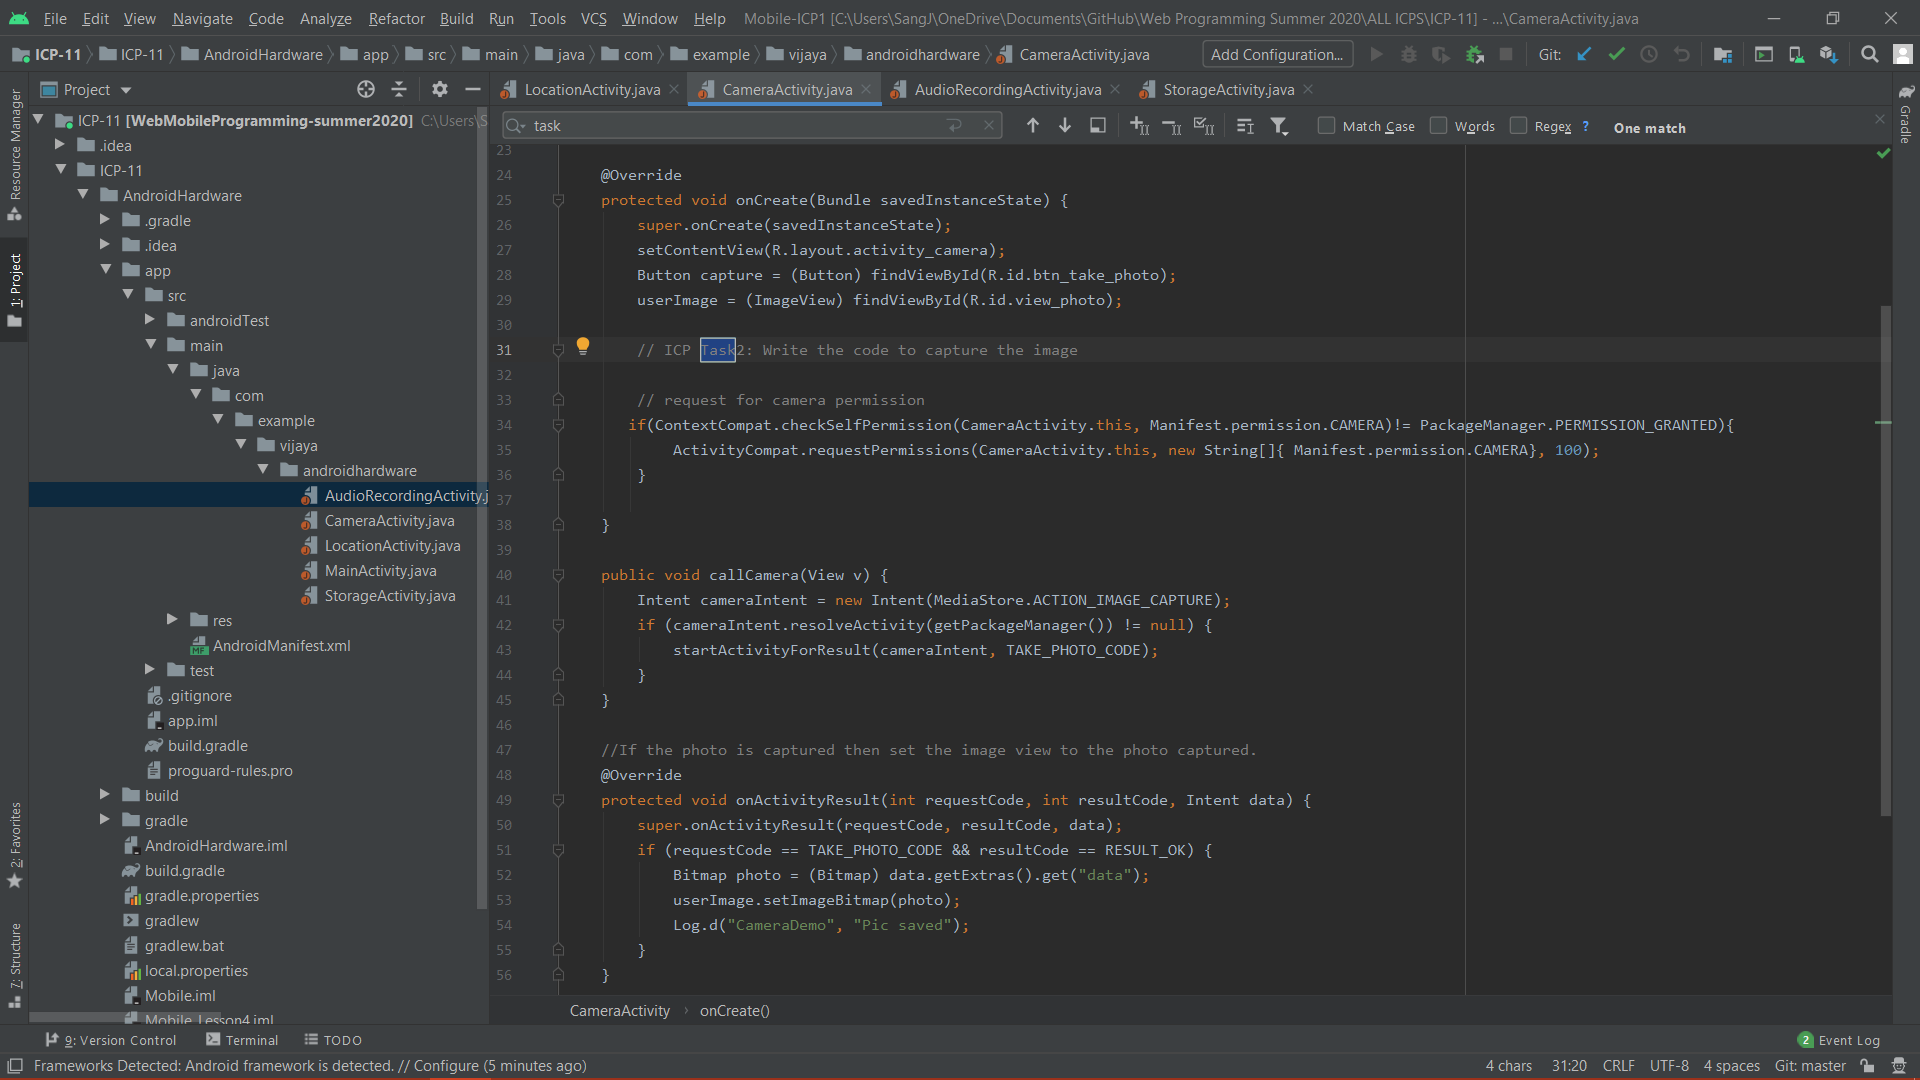 File Edit View Navigate Code Analyze Refactor Build Run Tools VCS Window Help Mobile-ICP1 [C:\Users\SangJ\OneDrive\Documents\GitHub\Web Programming Summer 2020\ALL ICPS\ICP-11] - ...\CameraActivity.java
ICP-11 ICP-11 AndroidHardware app src main java com example vijaya androidhardware CameraActivity.java Add Configuration... Git:
Project
LocationActivity.java CameraActivity.java AudioRecordingActivity.java StorageActivity.java
task Match Case Words Regex ? One match
ICP-11 [WebMobileProgramming-summer2020] C:\Users\S
.idea
ICP-11
AndroidHardware
.gradle
.idea
app
src
androidTest
main
java
com
example
vijaya
androidhardware
AudioRecordingActivity.j
CameraActivity.java
LocationActivity.java
MainActivity.java
StorageActivity.java
res
AndroidManifest.xml
test
.gitignore
app.iml
build.gradle
proguard-rules.pro
build
gradle
AndroidHardware.iml
build.gradle
gradle.properties
gradlew
gradlew.bat
local.properties
Mobile.iml
Mobile_Lesson4.iml
Resource Manager
1: Project
2: Favorites
7: Structure
Gradle
23
24 @Override
25 protected void onCreate(Bundle savedInstanceState) {
26 super.onCreate(savedInstanceState);
27 setContentView(R.layout.activity_camera);
28 Button capture = (Button) findViewById(R.id.btn_take_photo);
29 userImage = (ImageView) findViewById(R.id.view_photo);
30
31 // ICP Task2: Write the code to capture the image
32
33 // request for camera permission
34 if(ContextCompat.checkSelfPermission(CameraActivity.this, Manifest.permission.CAMERA)!= PackageManager.PERMISSION_GRANTED){
35 ActivityCompat.requestPermissions(CameraActivity.this, new String[]{ Manifest.permission.CAMERA}, 100);
36 }
37
38 }
39
40 public void callCamera(View v) {
41 Intent cameraIntent = new Intent(MediaStore.ACTION_IMAGE_CAPTURE);
42 if (cameraIntent.resolveActivity(getPackageManager()) != null) {
43 startActivityForResult(cameraIntent, TAKE_PHOTO_CODE);
44 }
45 }
46
47 //If the photo is captured then set the image view to the photo captured.
48 @Override
49 protected void onActivityResult(int requestCode, int resultCode, Intent data) {
50 super.onActivityResult(requestCode, resultCode, data);
51 if (requestCode == TAKE_PHOTO_CODE && resultCode == RESULT_OK) {
52 Bitmap photo = (Bitmap) data.getExtras().get("data");
53 userImage.setImageBitmap(photo);
54 Log.d("CameraDemo", "Pic saved");
55 }
56 }
CameraActivity onCreate()
9: Version Control Terminal TODO 2 Event Log
Frameworks Detected: Android framework is detected. // Configure (5 minutes ago) 4 chars 31:20 CRLF UTF-8 4 spaces Git: master